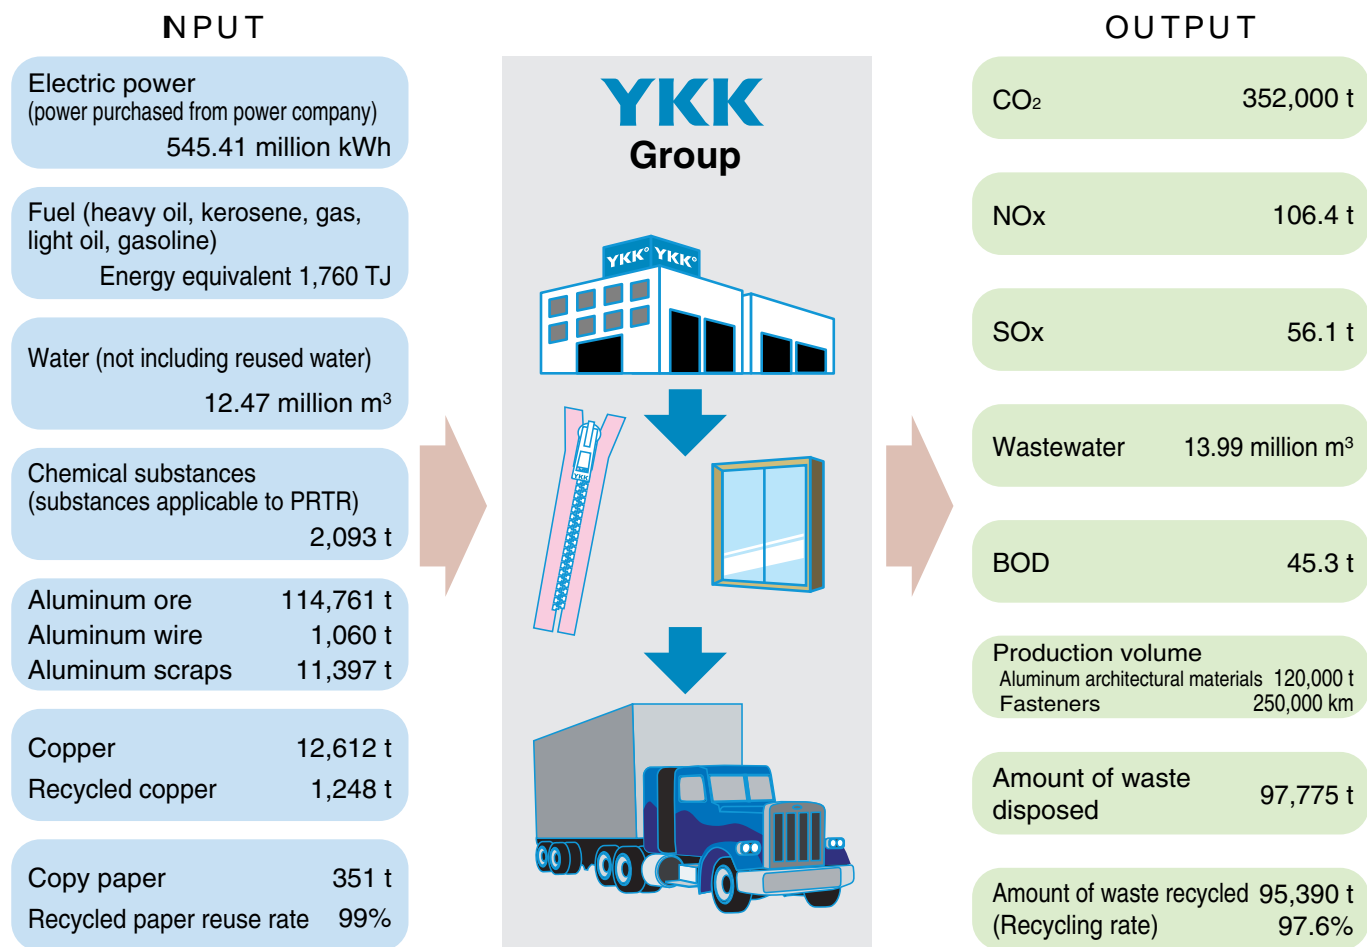 INPUT
Electric power
(power purchased from power company)
545.41 million kWh
Fuel (heavy oil, kerosene, gas,
light oil, gasoline)
Energy equivalent 1,760 TJ
Water (not including reused water)
12.47 million m³
Chemical substances
(substances applicable to PRTR)
2,093 t
Aluminum ore 114,761 t
Aluminum wire 1,060 t
Aluminum scraps 11,397 t
Copper 12,612 t
Recycled copper 1,248 t
Copy paper 351 t
Recycled paper reuse rate 99%
YKK
Group
YKK° YKK°
YKK
OUTPUT
CO₂ 352,000 t
NOx 106.4 t
SOx 56.1 t
Wastewater 13.99 million m³
BOD 45.3 t
Production volume
Aluminum architectural materials 120,000 t
Fasteners 250,000 km
Amount of waste
disposed 97,775 t
Amount of waste recycled 95,390 t
(Recycling rate) 97.6%